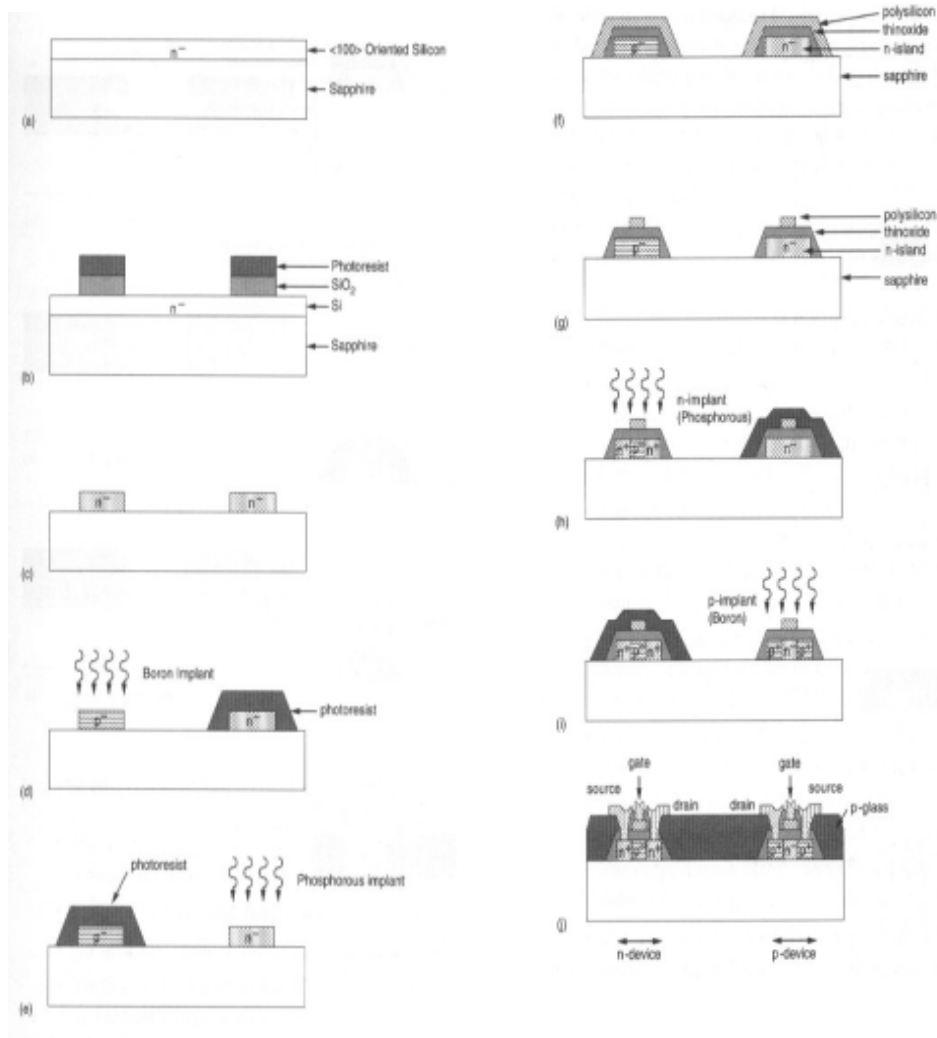 n−
<100> Oriented Silicon
Sapphire
(a)
Photoresist
SiO2
Si
n−
Sapphire
(b)
n−
n−
(c)
Boron Implant
p−
n−
photoresist
(d)
photoresist
Phosphorous implant
p−
n−
(e)
polysilicon
thinoxide
p−
n−
n-island
sapphire
(f)
polysilicon
thinoxide
p−
n−
n-island
sapphire
(g)
n-implant
(Phosphorous)
n+ p− n+
n−
(h)
p-implant
(Boron)
n+ p− n+
p+ n− p+
(i)
gate
gate
source
drain
drain
source
p-glass
n+ p− n+
p+ n− p+
(j)
n-device
p-device